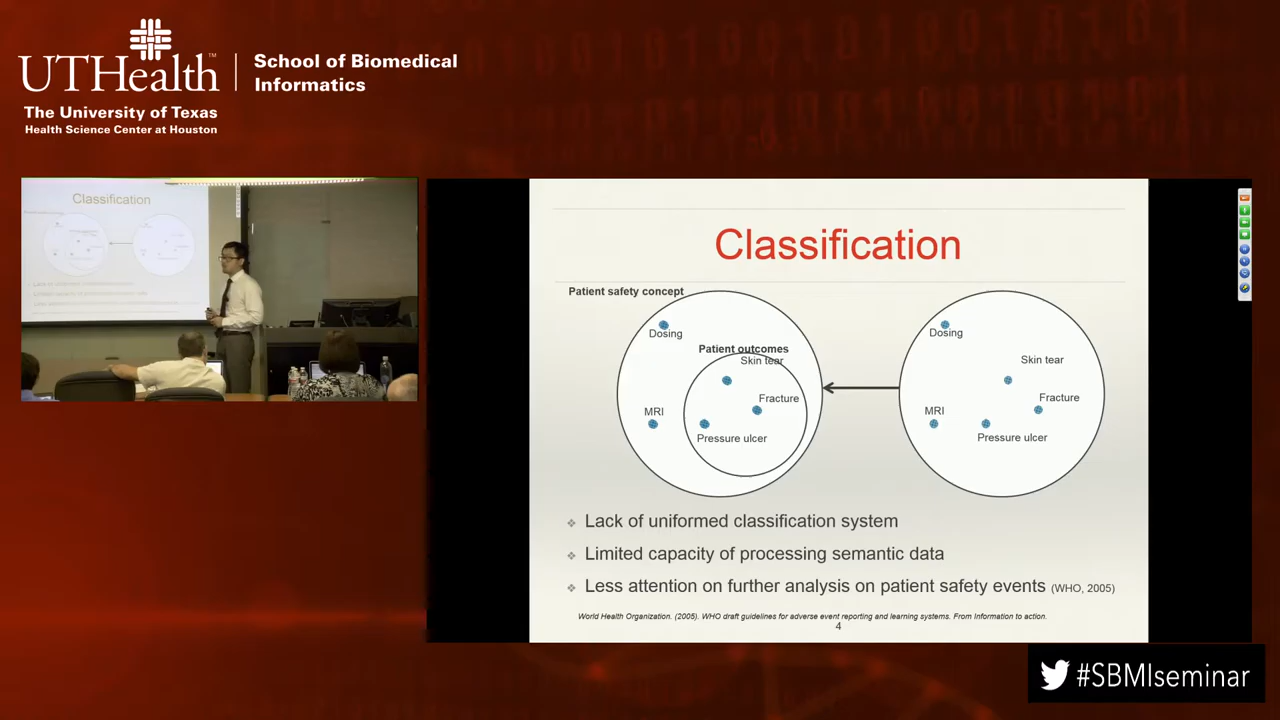 UTHealth™
School of Biomedical
Informatics
The University of Texas
Health Science Center at Houston
Classification
Classification
Patient safety concept
Dosing
Patient outcomes
Skin tear
Fracture
MRI
Pressure ulcer
Dosing
Skin tear
Fracture
MRI
Pressure ulcer
Lack of uniformed classification system
Limited capacity of processing semantic data
Less attention on further analysis on patient safety events (WHO, 2005)
World Health Organization. (2005). WHO draft guidelines for adverse event reporting and learning systems. From Information to action.
4
#SBMIseminar